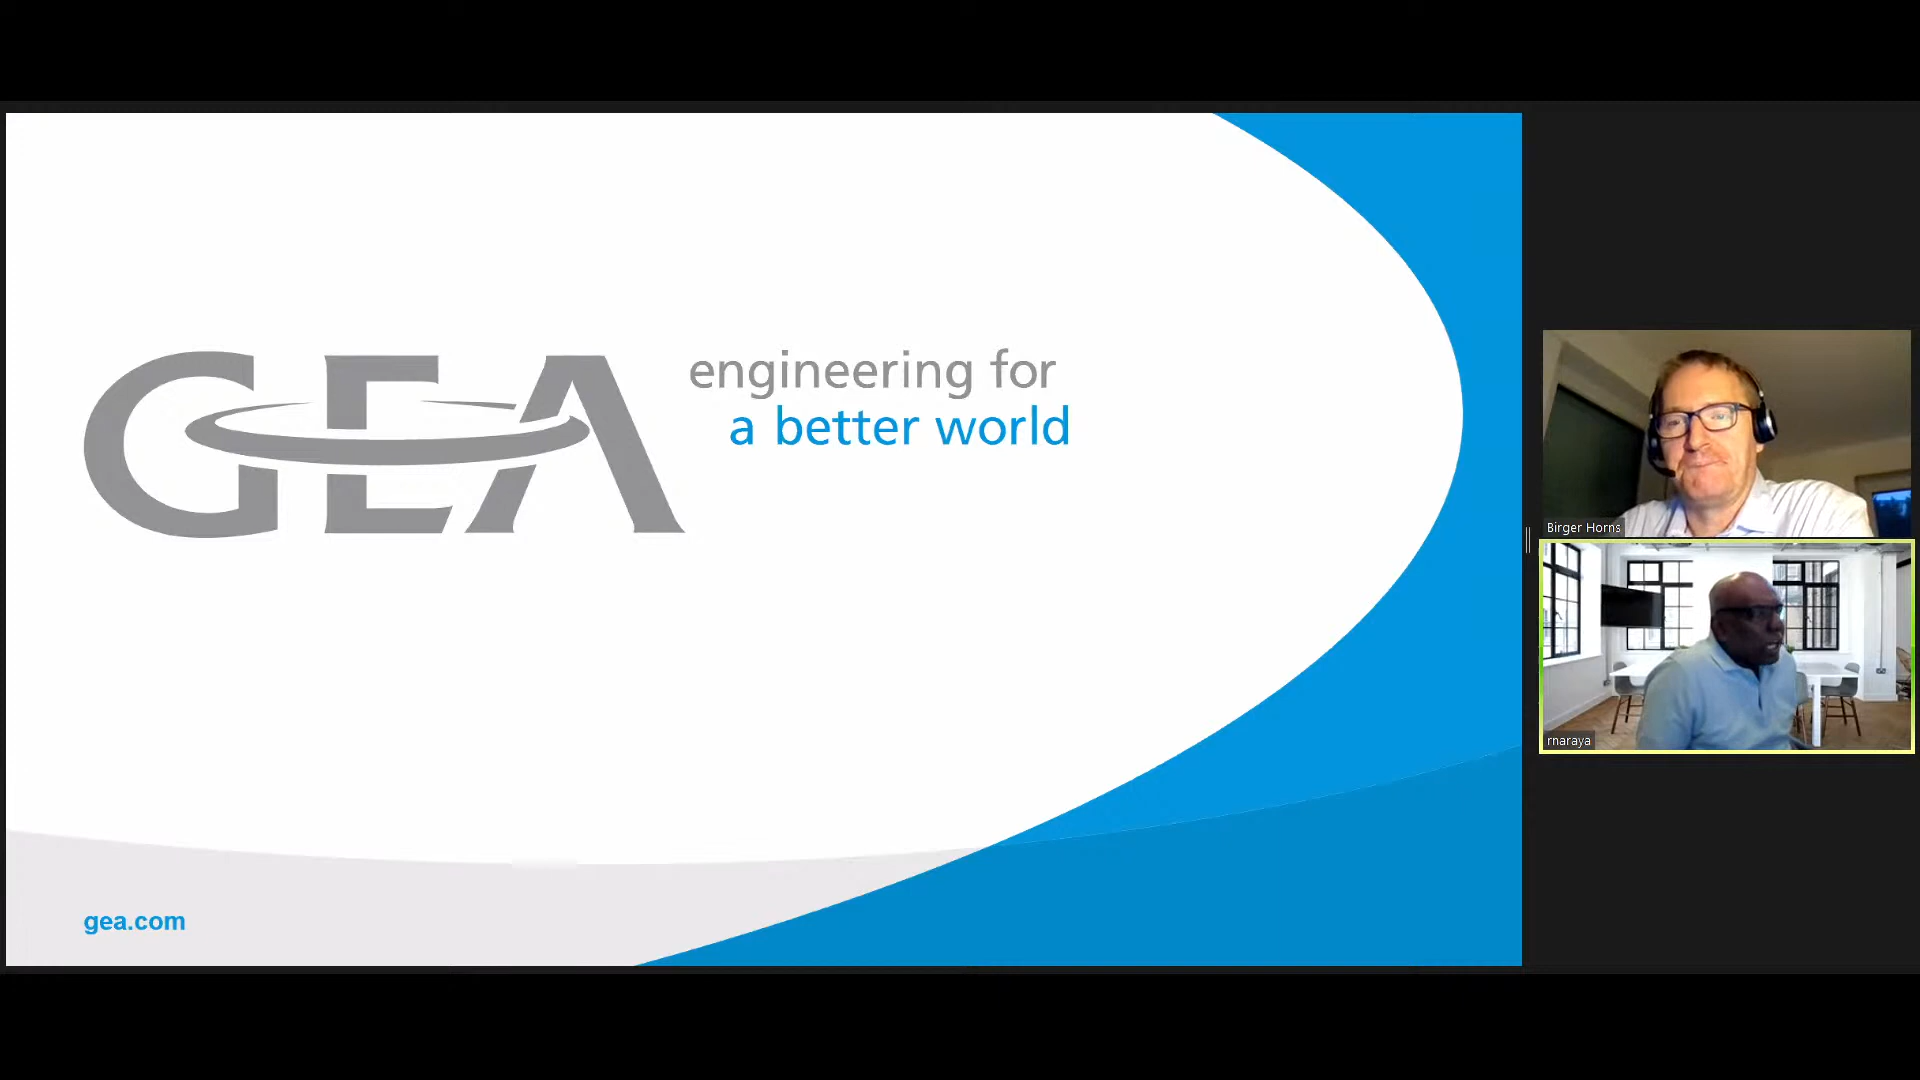 GEA
engineering for
a better world
gea.com
Birger Horns
rnaraya